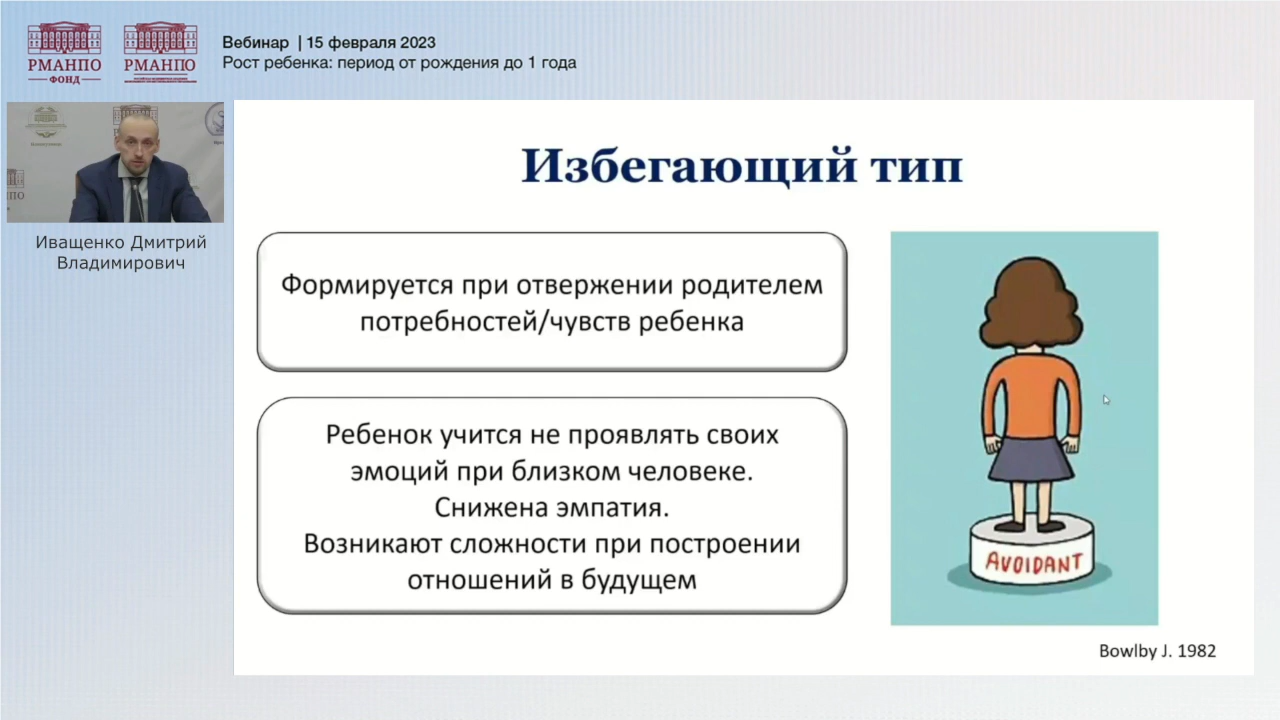 РМАНПО
ФОНД
РМАНПО
Вебинар | 15 февраля 2023
Рост ребенка: период от рождения до 1 года
Иващенко Дмитрий
Владимирович
Избегающий тип
Формируется при отвержении родителем
потребностей/чувств ребенка
Ребенок учится не проявлять своих
эмоций при близком человеке.
Снижена эмпатия.
Возникают сложности при построении
отношений в будущем
AVOIDANT
Bowlby J. 1982